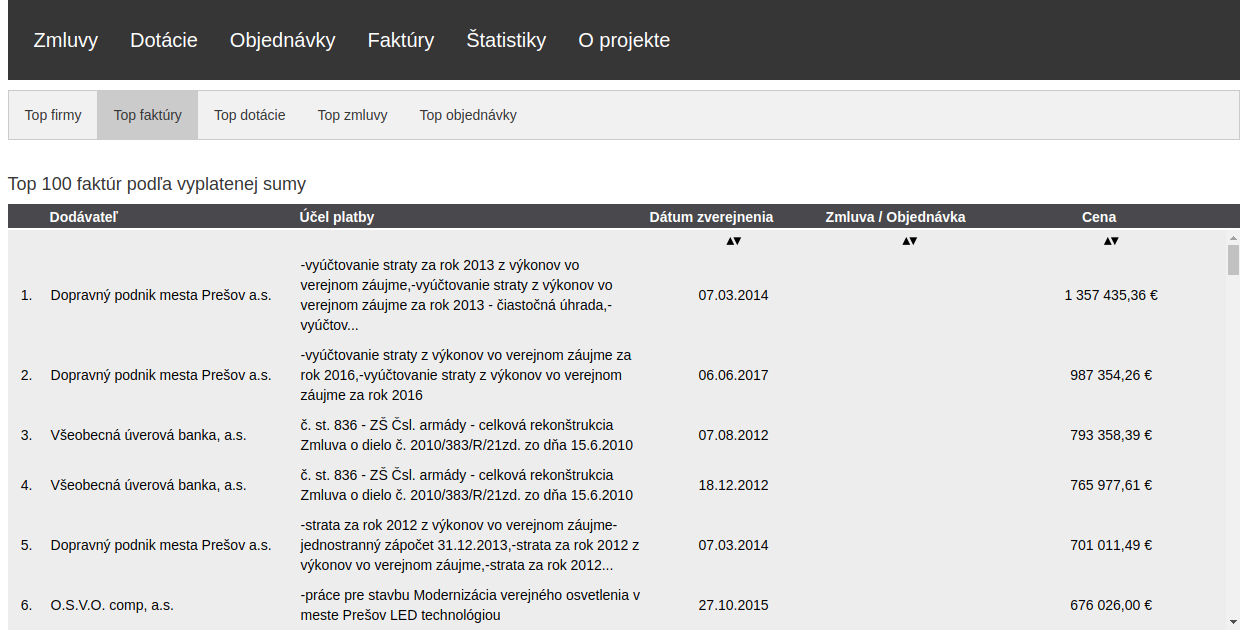 Zmluvy Dotácie Objednávky Faktúry Štatistiky O projekte
Top firmy Top faktúry Top dotácie Top zmluvy Top objednávky
Top 100 faktúr podľa vyplatenej sumy
Dodávateľ Účel platby Dátum zverejnenia Zmluva / Objednávka Cena
▲▼ ▲▼ ▲▼
-vyúčtovanie straty za rok 2013 z výkonov vo
verejnom záujme,-vyúčtovanie straty z výkonov vo
1. Dopravný podnik mesta Prešov a.s. 07.03.2014 1 357 435,36 €
verejnom záujme za rok 2013 - čiastočná úhrada,-
vyúčtov...
-vyúčtovanie straty z výkonov vo verejnom záujme za
2. Dopravný podnik mesta Prešov a.s. rok 2016,-vyúčtovanie straty z výkonov vo verejnom 06.06.2017 987 354,26 €
záujme za rok 2016
č. st. 836 - ZŠ Čsl. armády - celková rekonštrukcia
3. Všeobecná úverová banka, a.s. 07.08.2012 793 358,39 €
Zmluva o dielo č. 2010/383/R/21zd. zo dňa 15.6.2010
č. st. 836 - ZŠ Čsl. armády - celková rekonštrukcia
4. Všeobecná úverová banka, a.s. 18.12.2012 765 977,61 €
Zmluva o dielo č. 2010/383/R/21zd. zo dňa 15.6.2010
-strata za rok 2012 z výkonov vo verejnom záujme-
5. Dopravný podnik mesta Prešov a.s. jednostranný zápočet 31.12.2013,-strata za rok 2012 z 07.03.2014 701 011,49 €
výkonov vo verejnom záujme,-strata za rok 2012...
-práce pre stavbu Modernizácia verejného osvetlenia v
6. O.S.V.O. comp, a.s. 27.10.2015 676 026,00 €
meste Prešov LED technológiou